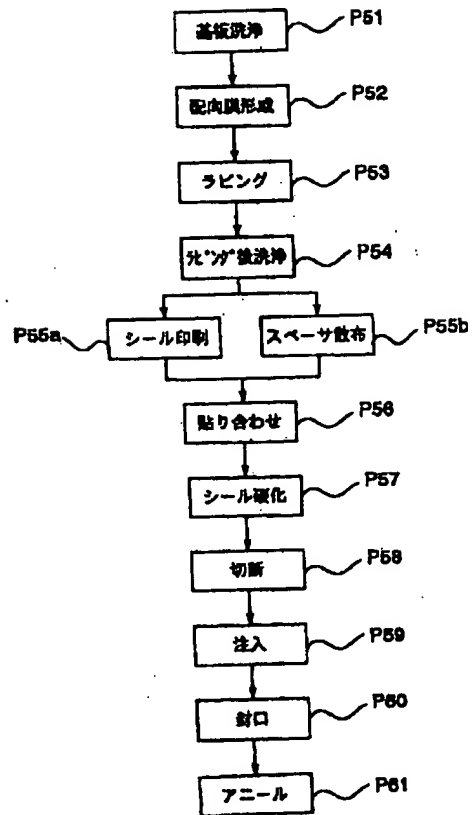 基板洗浄 P51
配向膜形成 P52
ラビング P53
ラビング後洗浄 P54
P55a シール印刷 スペーサ散布 P55b
貼り合わせ P56
シール硬化 P57
切断 P58
注入 P59
封口 P60
アニール P61